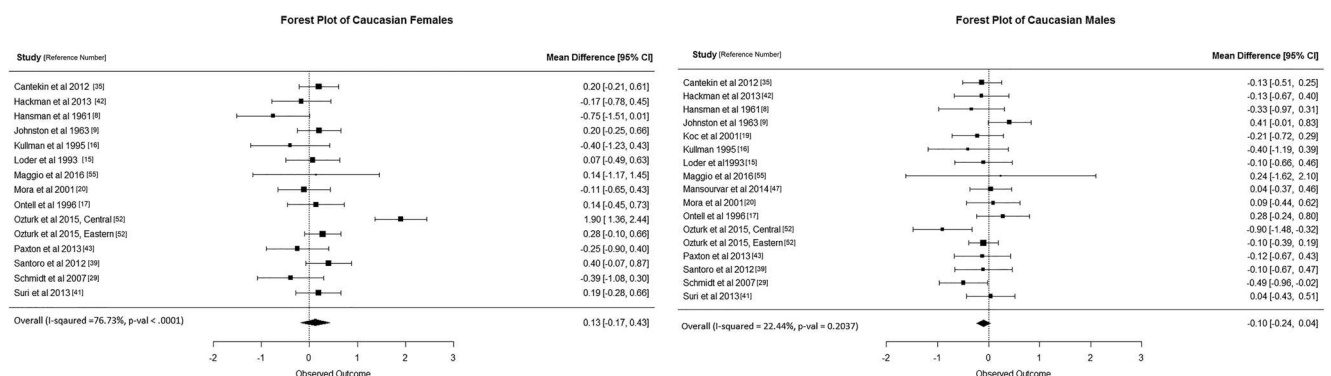 Forest Plot of Caucasian Females
Study [Reference Number] Mean Difference [95% CI]
Cantekin et al 2012 [35] 0.20 [-0.21, 0.61]
Hackman et al 2013 [42] -0.17 [-0.78, 0.45]
Hansman et al 1961 [8] -0.75 [-1.51, 0.01]
Johnston et al 1963 [9] 0.20 [-0.25, 0.66]
Kullman et al 1995 [16] -0.40 [-1.23, 0.43]
Loder et al 1993 [15] 0.07 [-0.49, 0.63]
Maggio et al 2016 [55] 0.14 [-1.17, 1.45]
Mora et al 2001 [20] -0.11 [-0.65, 0.43]
Ontell et al 1996 [17] 0.14 [-0.45, 0.73]
Ozturk et al 2015, Central [52] 1.90 [ 1.36, 2.44]
Ozturk et al 2015, Eastern [52] 0.28 [-0.10, 0.66]
Paxton et al 2013 [43] -0.25 [-0.90, 0.40]
Santoro et al 2012 [39] 0.40 [-0.07, 0.87]
Schmidt et al 2007 [29] -0.39 [-1.08, 0.30]
Suri et al 2013 [41] 0.19 [-0.28, 0.66]
Overall (I-sqaured =76.73%, p-val < .0001) 0.13 [-0.17, 0.43]
-2 -1 0 1 2 3
Observed Outcome
Forest Plot of Caucasian Males
Study [Reference Number] Mean Difference [95% CI]
Cantekin et al 2012 [35] -0.13 [-0.51, 0.25]
Hackman et al 2013 [42] -0.13 [-0.67, 0.40]
Hansman et al 1961 [8] -0.33 [-0.97, 0.31]
Johnston et al 1963 [9] 0.41 [-0.01, 0.83]
Koc et al 2001 [19] -0.21 [-0.72, 0.29]
Kullman 1995 [16] -0.40 [-1.19, 0.39]
Loder et al1993 [15] -0.10 [-0.66, 0.46]
Maggio et al 2016 [55] 0.24 [-1.62, 2.10]
Mansourvar et al 2014 [47] 0.04 [-0.37, 0.46]
Mora et al 2001 [20] 0.09 [-0.44, 0.62]
Ontell et al 1996 [17] 0.28 [-0.24, 0.80]
Ozturk et al 2015, Central [52] -0.90 [-1.48, -0.32]
Ozturk et al 2015, Eastern [52] -0.10 [-0.39, 0.19]
Paxton et al 2013 [43] -0.12 [-0.67, 0.43]
Santoro et al 2012 [39] -0.10 [-0.67, 0.47]
Schmidt et al 2007 [29] -0.49 [-0.96, -0.02]
Suri et al 2013 [41] 0.04 [-0.43, 0.51]
Overall (I-squared = 22.44%, p-val = 0.2037) -0.10 [-0.24, 0.04]
-2 -1 0 1 2 3
Observed Outcome